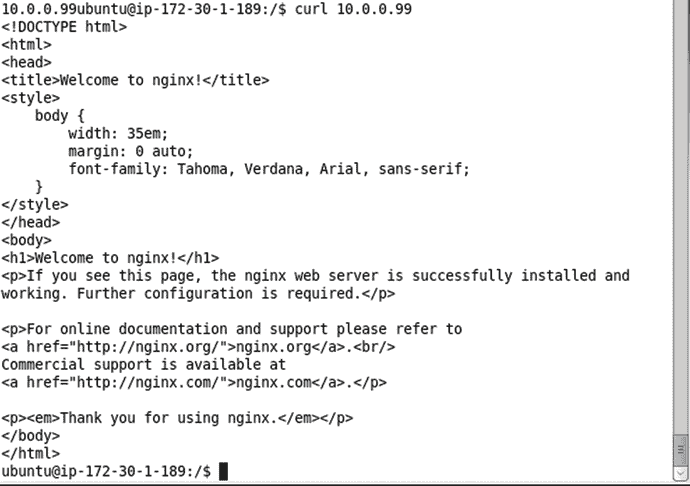 10.0.0.99ubuntu@ip-172-30-1-189:/$ curl 10.0.0.99
<!DOCTYPE html>
<html>
<head>
<title>Welcome to nginx!</title>
<style>
    body {
        width: 35em;
        margin: 0 auto;
        font-family: Tahoma, Verdana, Arial, sans-serif;
    }
</style>
</head>
<body>
<h1>Welcome to nginx!</h1>
<p>If you see this page, the nginx web server is successfully installed and
working. Further configuration is required.</p>

<p>For online documentation and support please refer to
<a href="http://nginx.org/">nginx.org</a>.<br/>
Commercial support is available at
<a href="http://nginx.com/">nginx.com</a>.</p>

<p><em>Thank you for using nginx.</em></p>
</body>
</html>
ubuntu@ip-172-30-1-189:/$